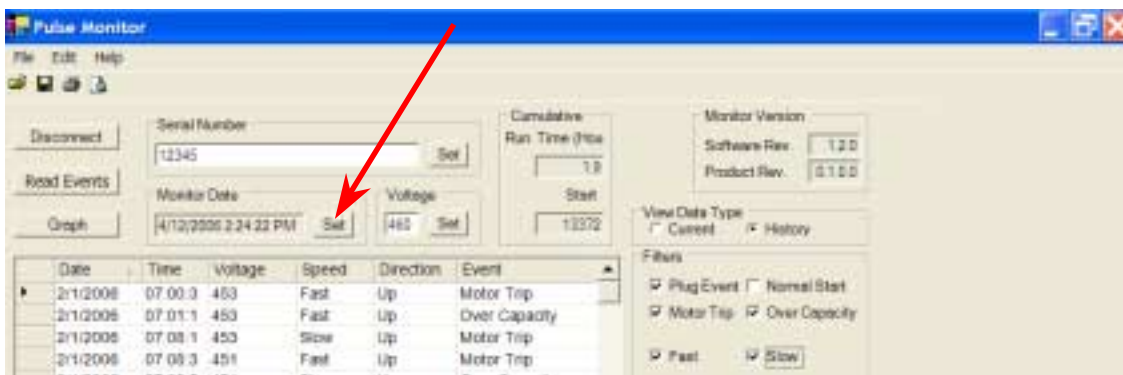 Pulse Monitor
File Edit Help
Disconnect
Read Events
Graph
Serial Number
12345 Set
Monitor Date
4/12/2006 2:24:22 PM Set
Voltage
460 Set
Cumulative
Run Time (Hou
1.9
Start
13372
Monitor Version
Software Rev 1.2.0
Product Rev. 0.1.0.0
View Data Type
Current History
Filters
Plug Event Normal Start
Motor Trip Over Capacity
Fast Slow
Date Time Voltage Speed Direction Event
2/1/2006 07:00:3 453 Fast Up Motor Trip
2/1/2006 07:01:1 453 Fast Up Over Capacity
2/1/2006 07:08:1 453 Slow Up Motor Trip
2/1/2006 07:08:3 451 Fast Up Motor Trip